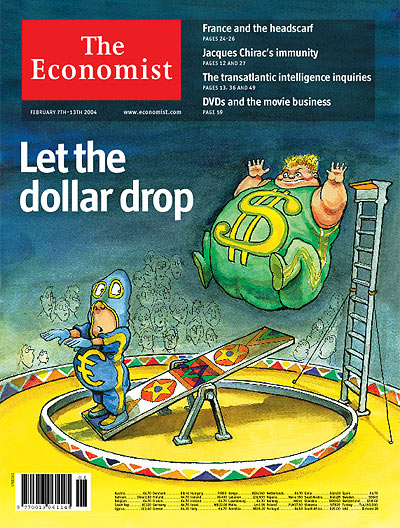 The
Economist
FEBRUARY 7TH–13TH 2004
www.economist.com
France and the headscarf
PAGES 24-26
Jacques Chirac's immunity
PAGES 12 AND 27
The transatlantic intelligence inquiries
PAGES 13, 36 AND 49
DVDs and the movie business
PAGE 59
Let the
dollar drop
$
€